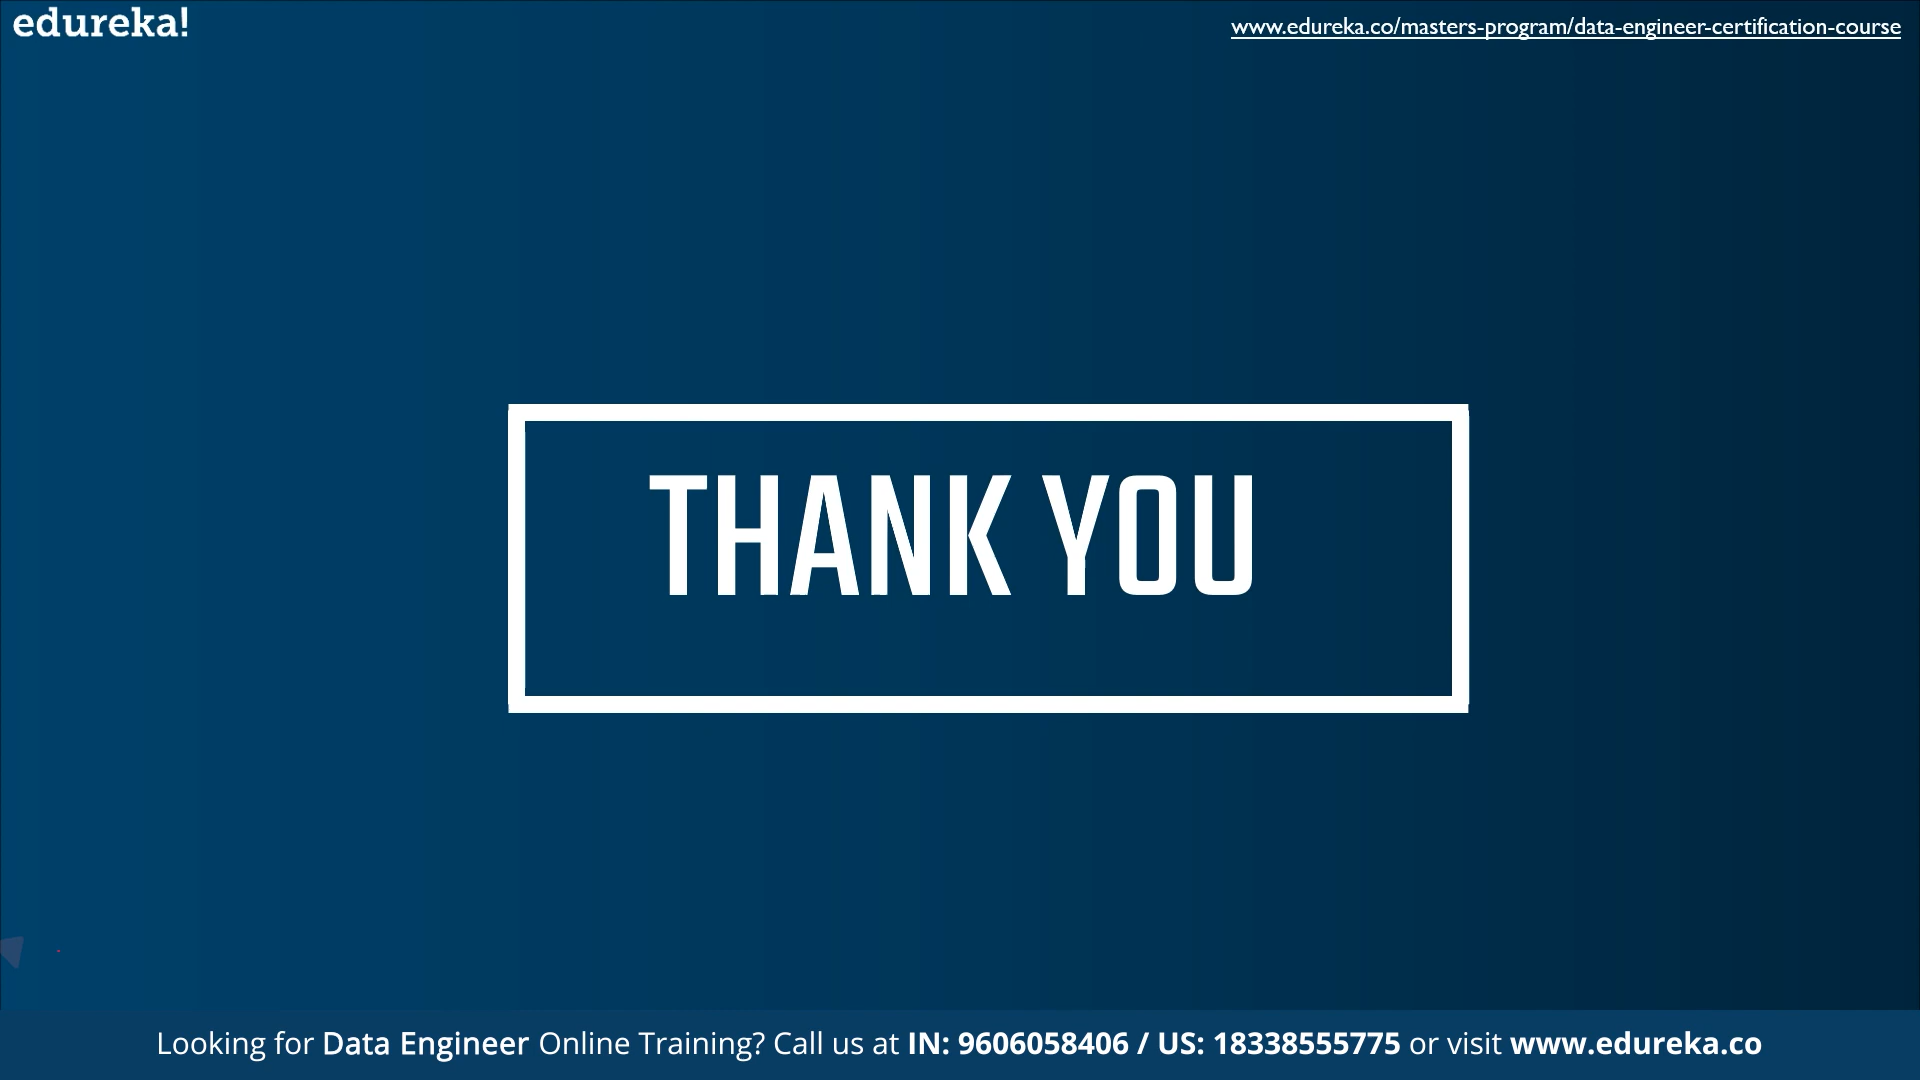 edureka!
www.edureka.co/masters-program/data-engineer-certification-course
THANK YOU
Looking for Data Engineer Online Training? Call us at IN: 9606058406 / US: 18338555775 or visit www.edureka.co